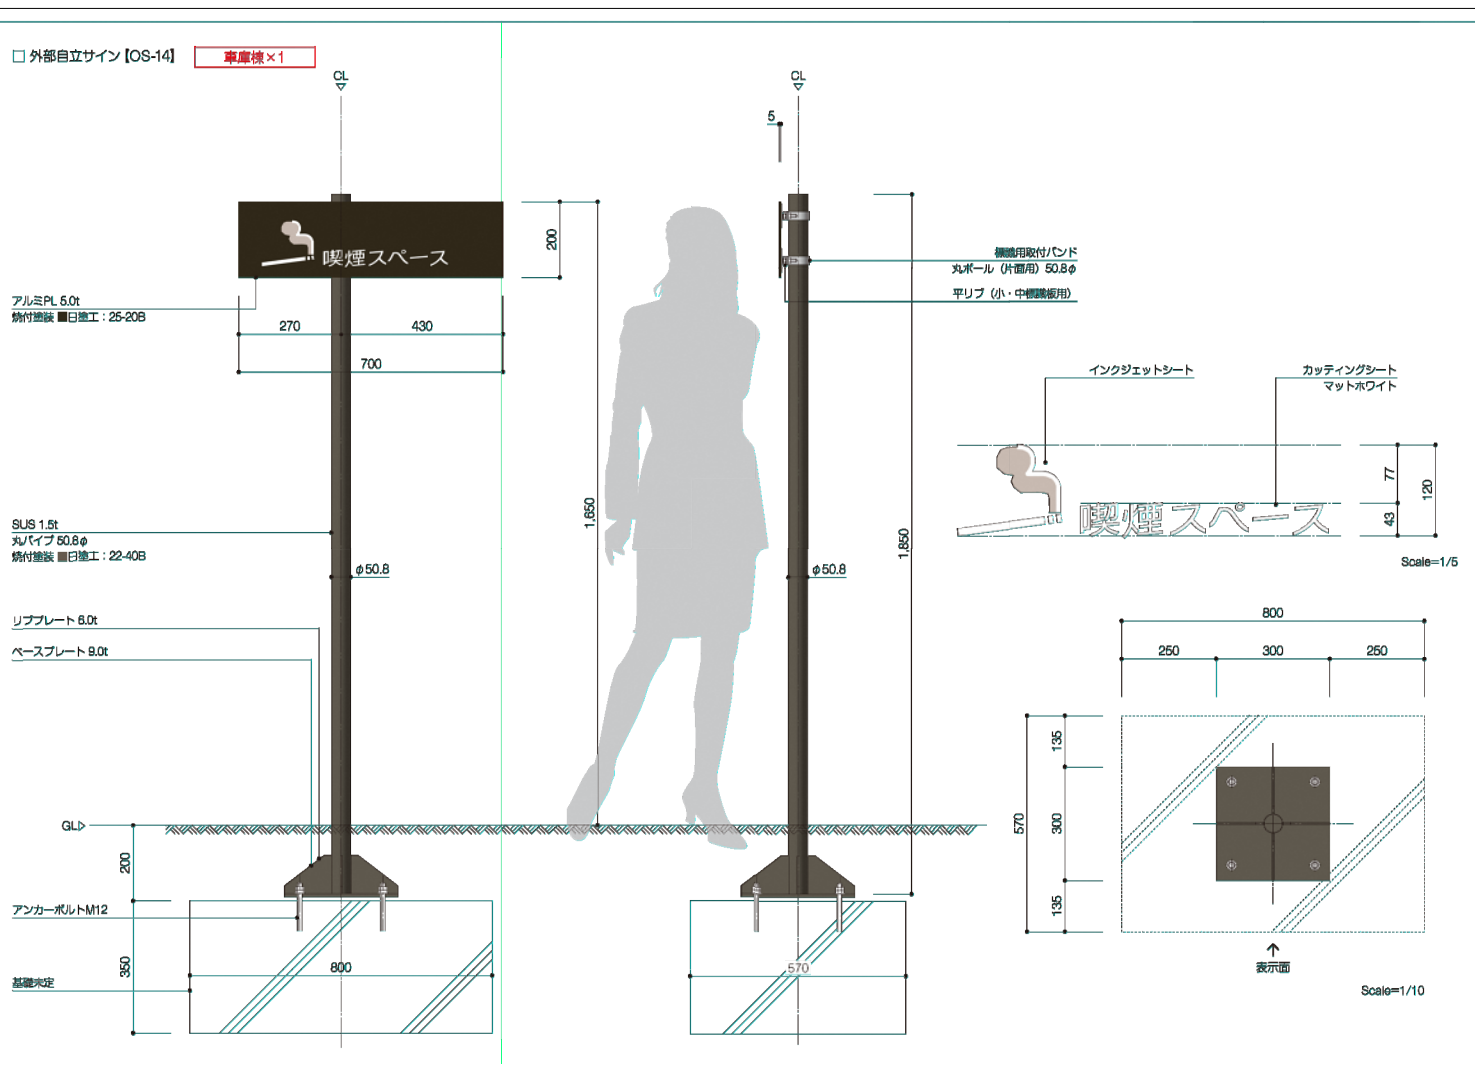 □ 外部自立サイン【OS-14】
車庫棟×1
CL
CL
5
喫煙スペース
200
標識用取付バンド
丸ポール（片面用）50.8φ
平リブ（小・中標識板用）
アルミPL 5.0t
焼付塗装 ■日塗工：25-20B
270
430
700
インクジェットシート
カッティングシート
マットホワイト
77
120
43
喫煙スペース
Scale=1/5
1,650
1,850
SUS 1.5t
丸パイプ 50.8φ
焼付塗装 ■日塗工：22-40B
φ50.8
φ50.8
リブプレート 6.0t
ベースプレート 9.0t
800
250
300
250
135
570
300
135
GL▷
200
アンカーボルトM12
350
800
570
基礎未定
表示面
Scale=1/10